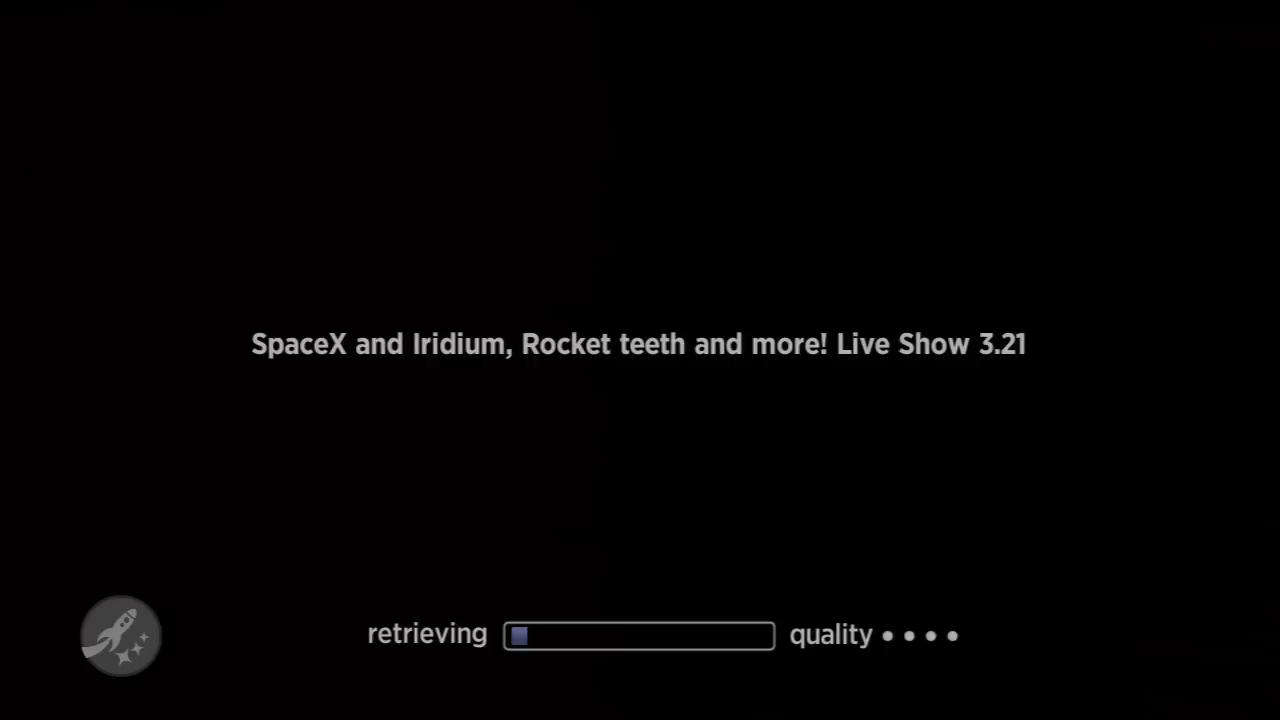 SpaceX and Iridium, Rocket teeth and more! Live Show 3.21
retrieving quality